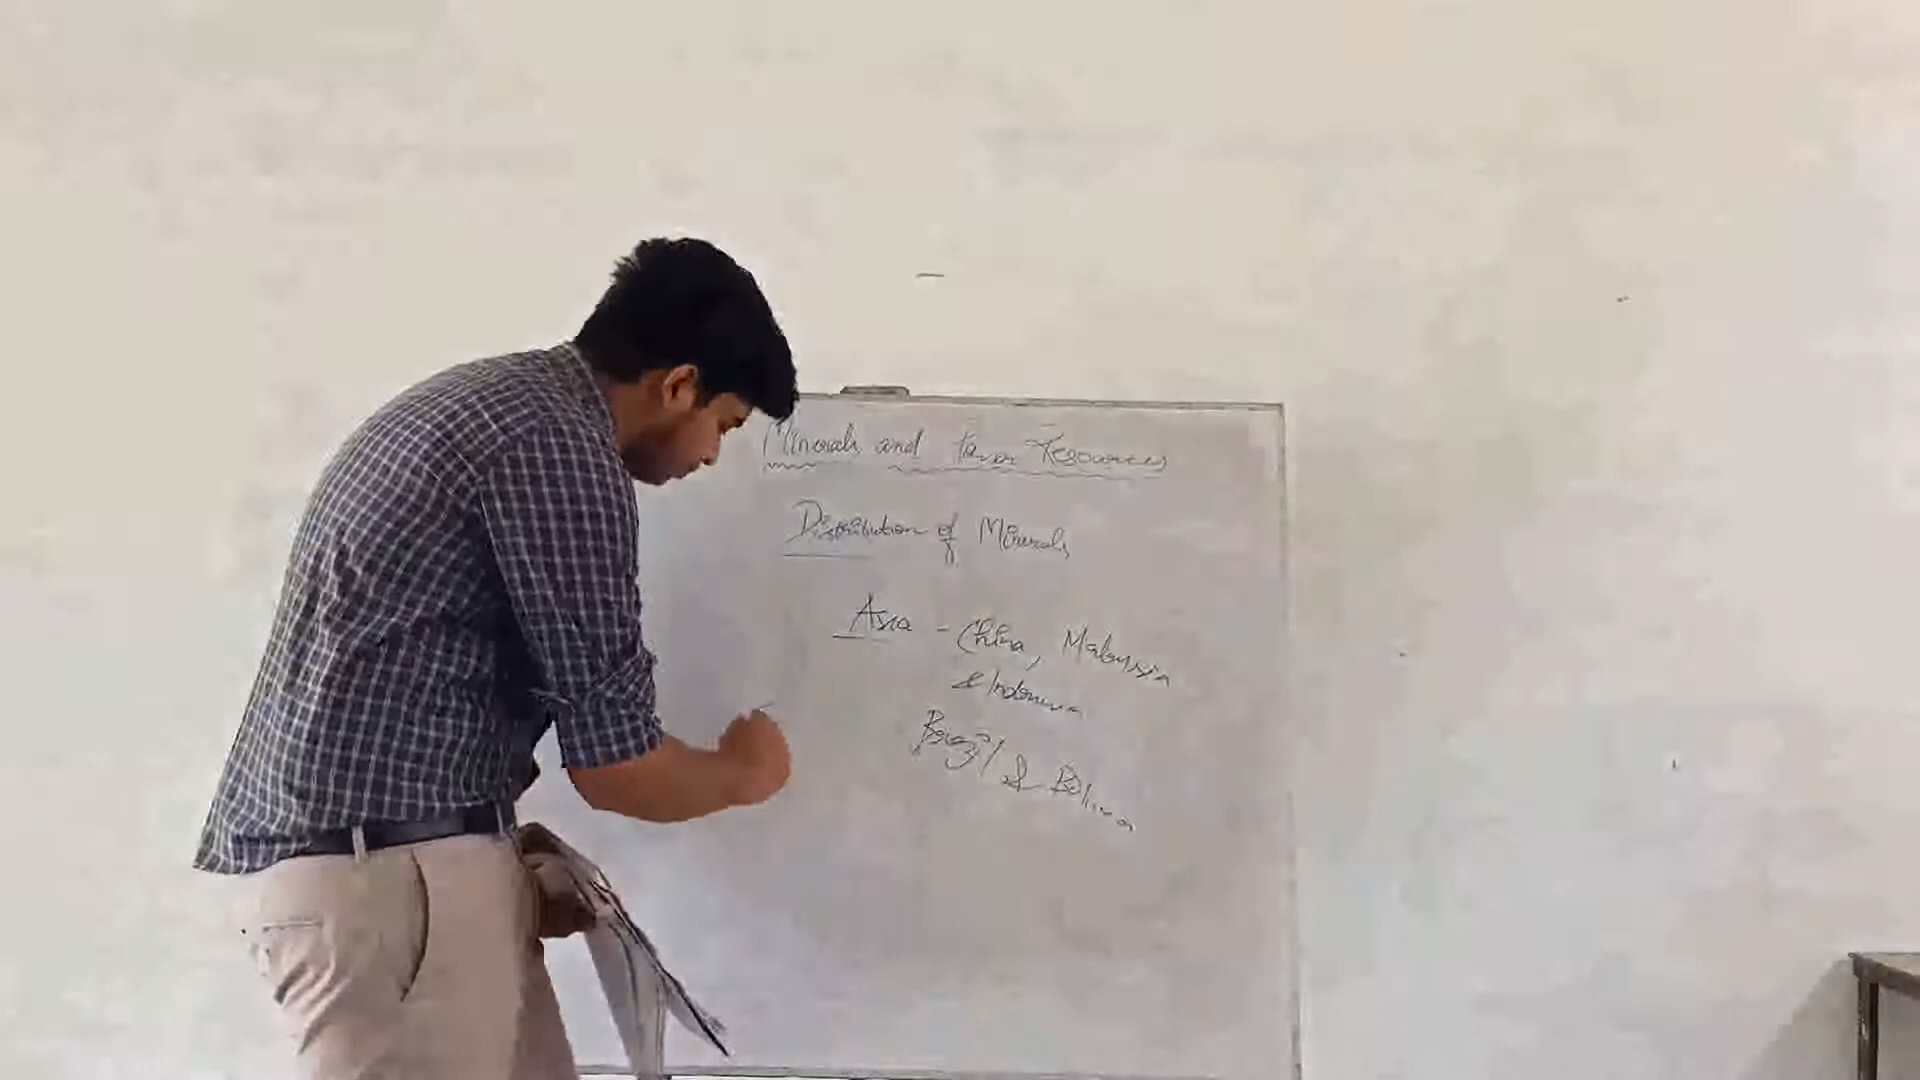 Minerals and Power Resources
Distribution of Minerals
Asia - China, Malaysia
& Indonesia
Brazil & Bolivia